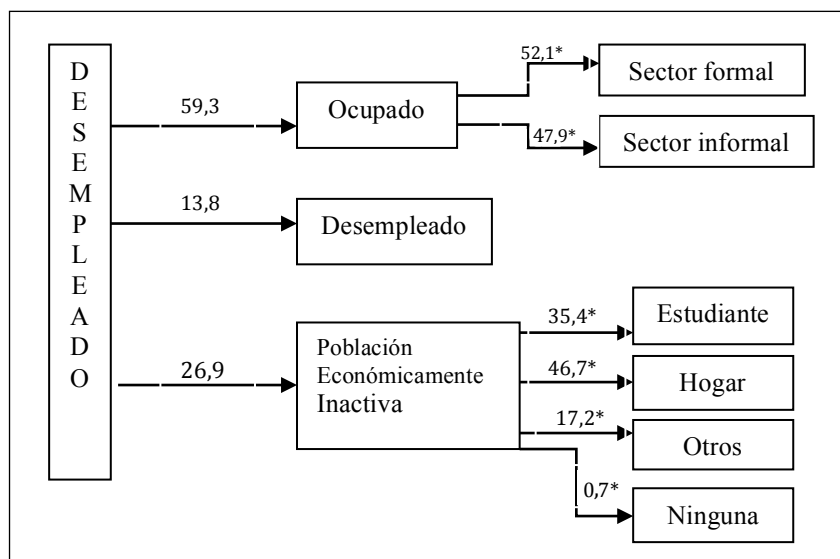 DESEMPLEADO
59,3
Ocupado
52,1*
Sector formal
47,9*
Sector informal
13,8
Desempleado
26,9
Población
Económicamente
Inactiva
35,4*
Estudiante
46,7*
Hogar
17,2*
Otros
0,7*
Ninguna